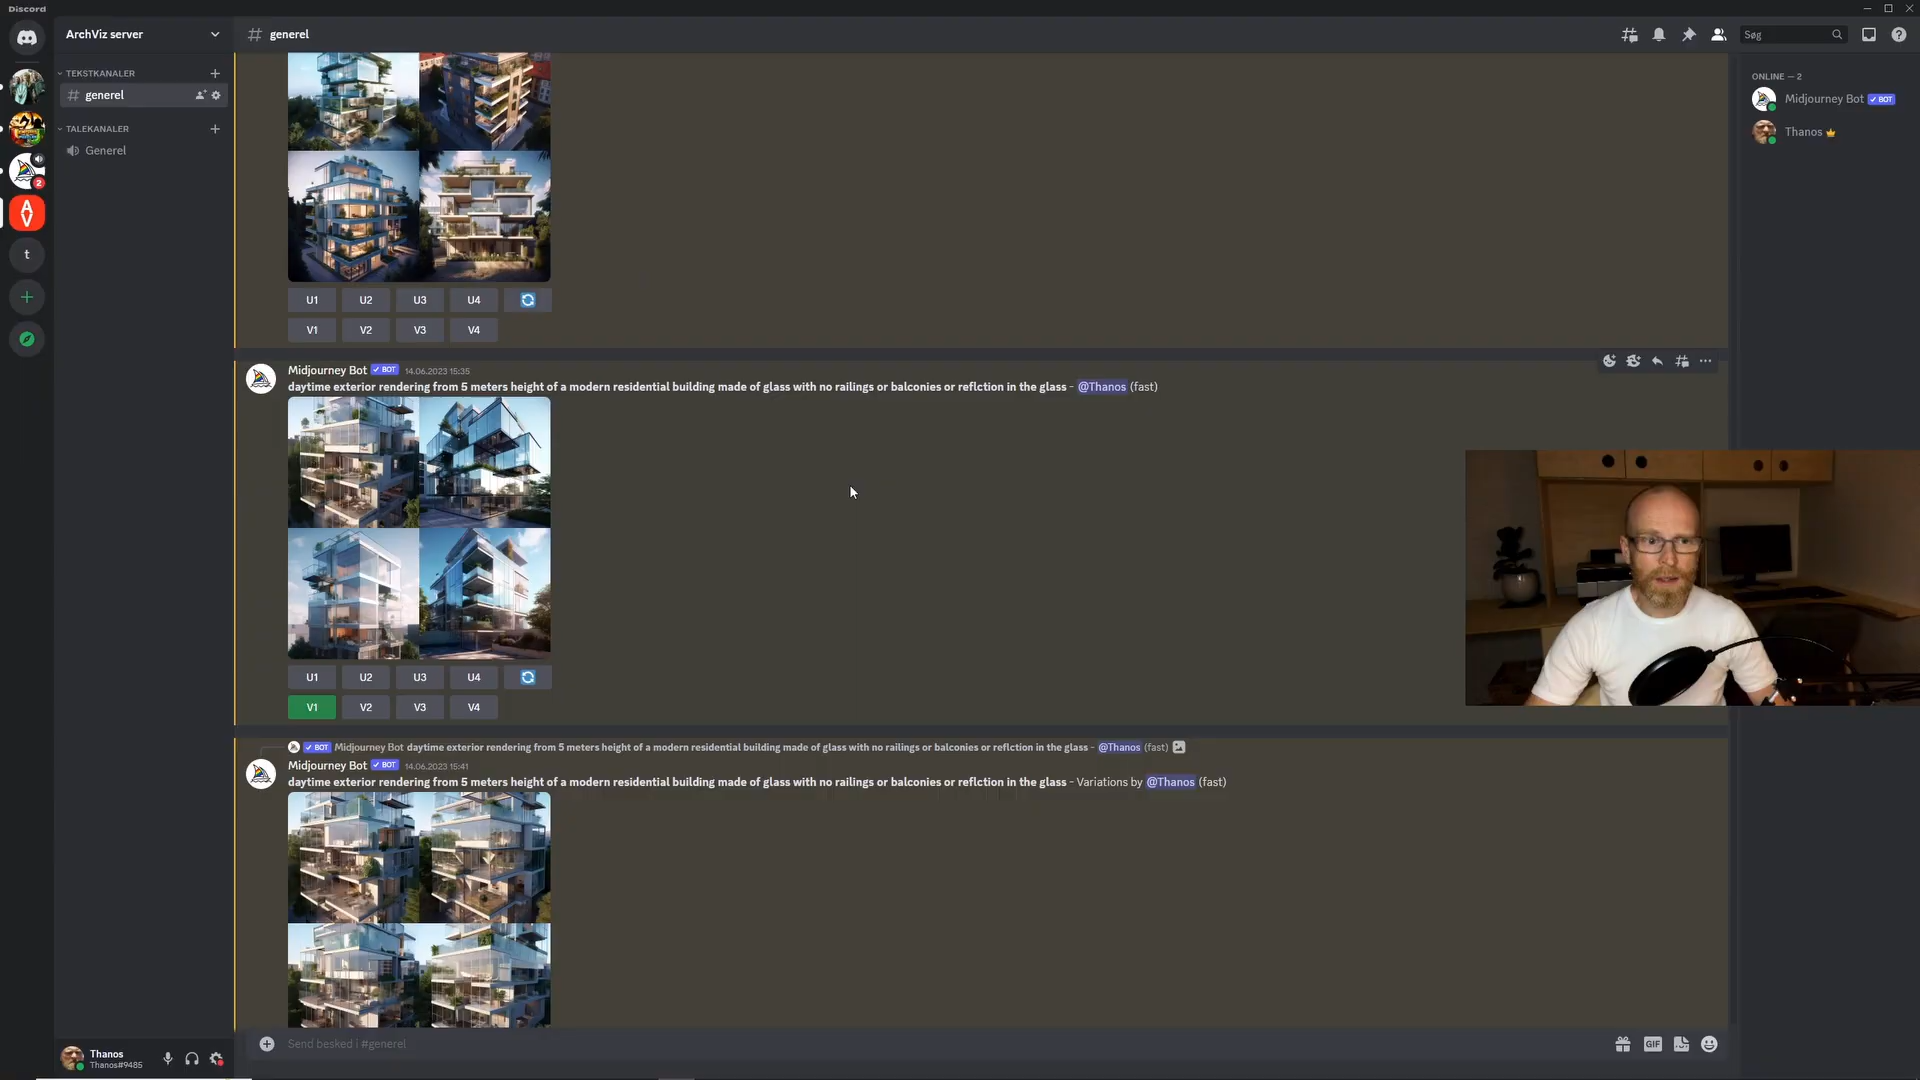 Discord
ArchViz server
generel
Søg
TEKSTKANALER
generel
TALEKANALER
Generel
2
t
U1 U2 U3 U4
V1 V2 V3 V4
Midjourney Bot BOT 14.06.2023 15:35
daytime exterior rendering from 5 meters height of a modern residential building made of glass with no railings or balconies or reflction in the glass - @Thanos (fast)
U1 U2 U3 U4
V1 V2 V3 V4
BOT Midjourney Bot daytime exterior rendering from 5 meters height of a modern residential building made of glass with no railings or balconies or reflction in the glass - @Thanos (fast)
Midjourney Bot BOT 14.06.2023 15:41
daytime exterior rendering from 5 meters height of a modern residential building made of glass with no railings or balconies or reflction in the glass - Variations by @Thanos (fast)
Send besked i #generel
GIF
ONLINE — 2
Midjourney Bot BOT
Thanos
Thanos
Thanos#9485